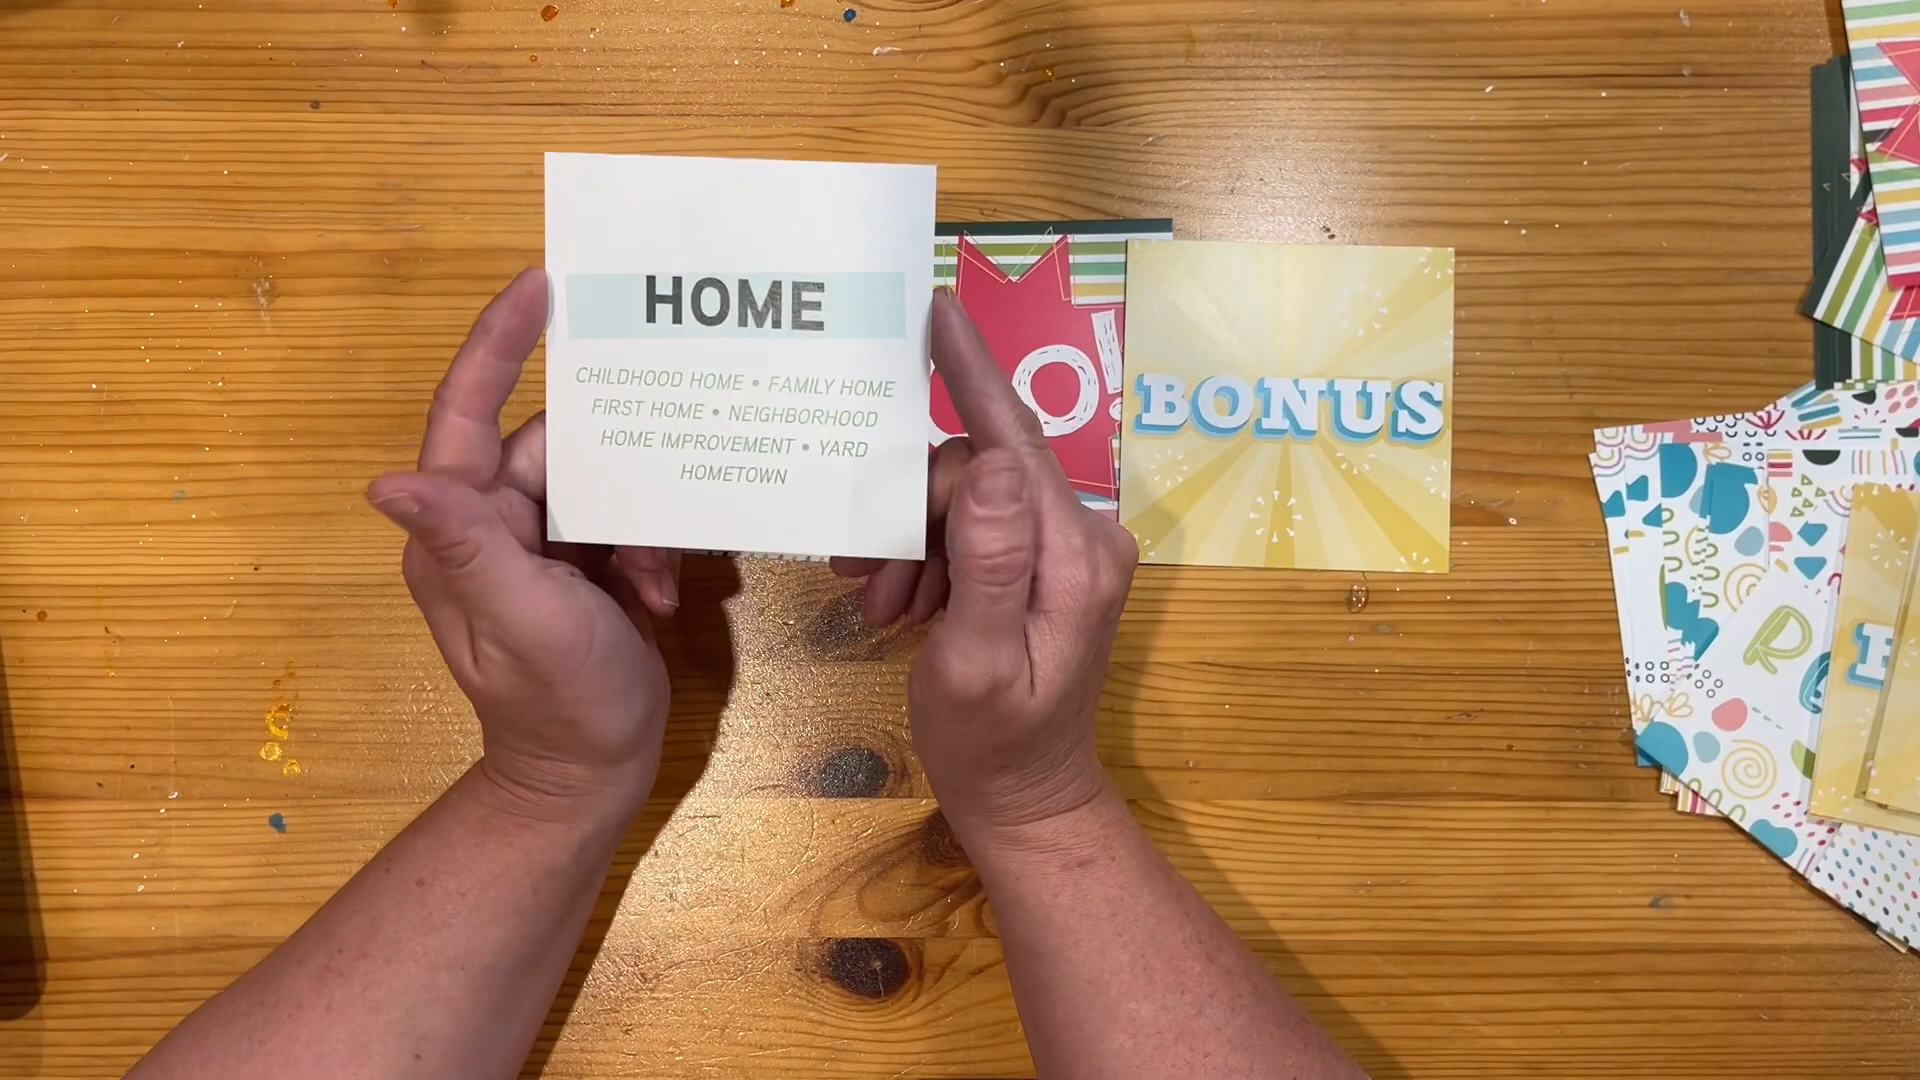 HOME
CHILDHOOD HOME • FAMILY HOME
FIRST HOME • NEIGHBORHOOD
HOME IMPROVEMENT • YARD
HOMETOWN
O!
BONUS
R
B